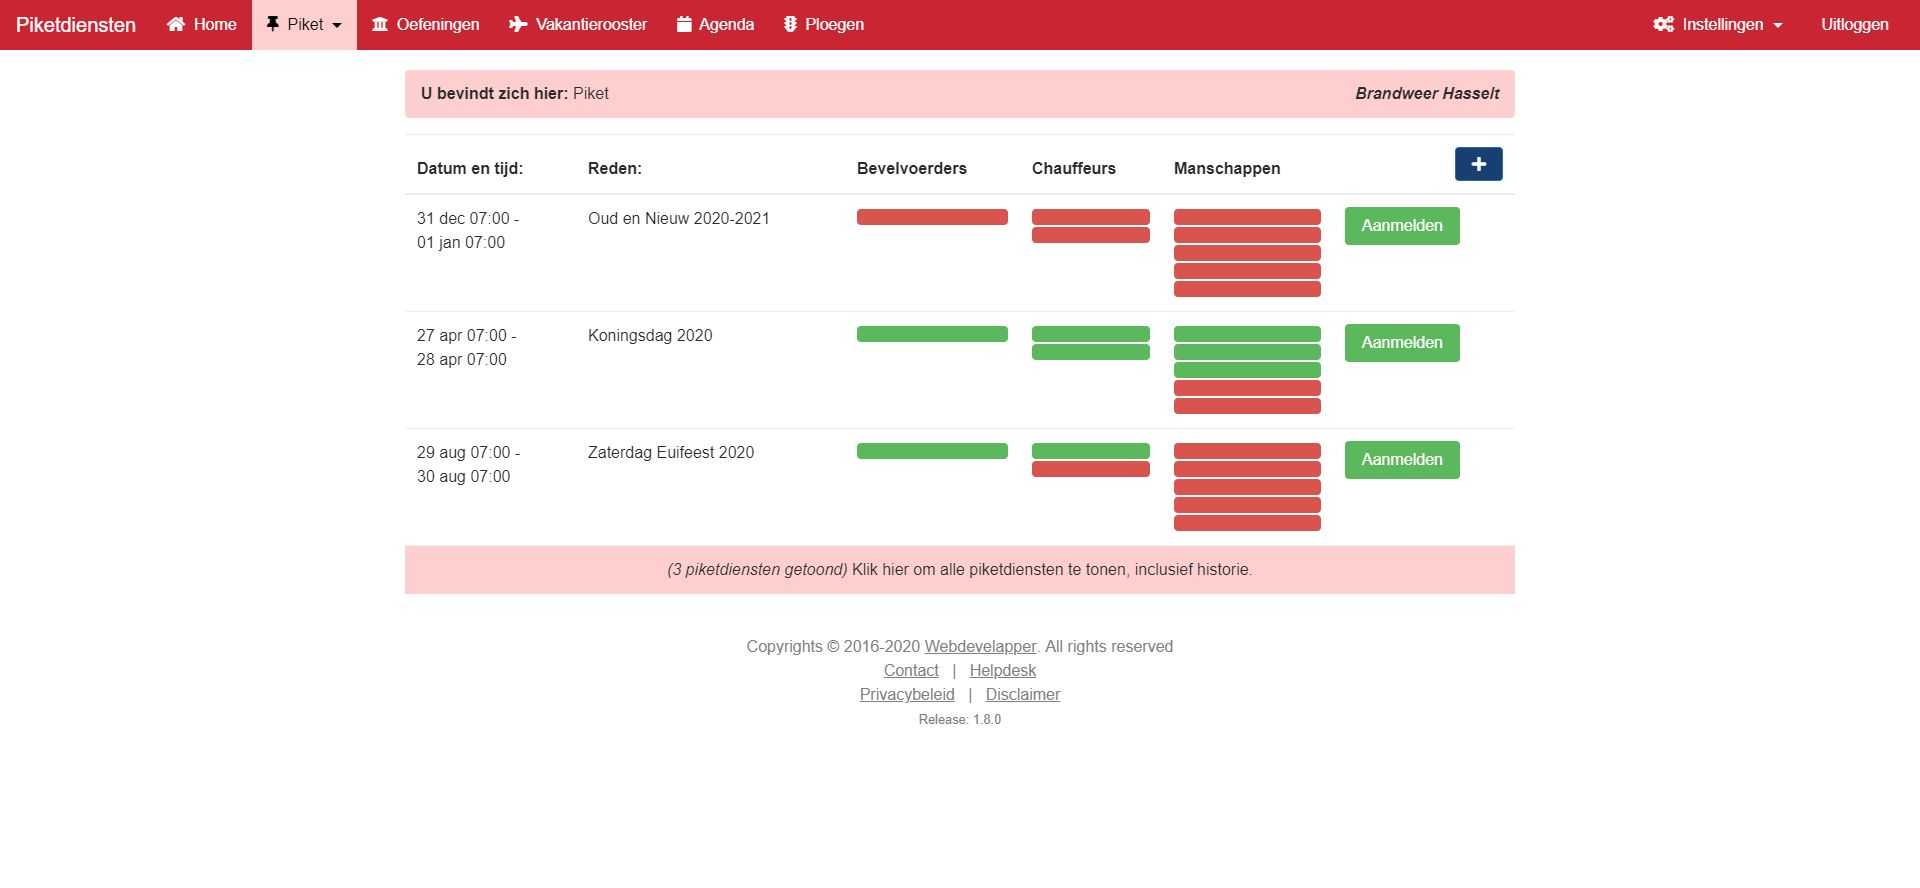 Piketdiensten Home Piket Oefeningen Vakantierooster Agenda Ploegen Instellingen Uitloggen
U bevindt zich hier: Piket Brandweer Hasselt
Datum en tijd: Reden: Bevelvoerders Chauffeurs Manschappen
31 dec 07:00 - Oud en Nieuw 2020-2021 Aanmelden
01 jan 07:00
27 apr 07:00 - Koningsdag 2020 Aanmelden
28 apr 07:00
29 aug 07:00 - Zaterdag Euifeest 2020 Aanmelden
30 aug 07:00
(3 piketdiensten getoond) Klik hier om alle piketdiensten te tonen, inclusief historie.
Copyrights © 2016-2020 Webdevelapper. All rights reserved
Contact | Helpdesk
Privacybeleid | Disclaimer
Release: 1.8.0